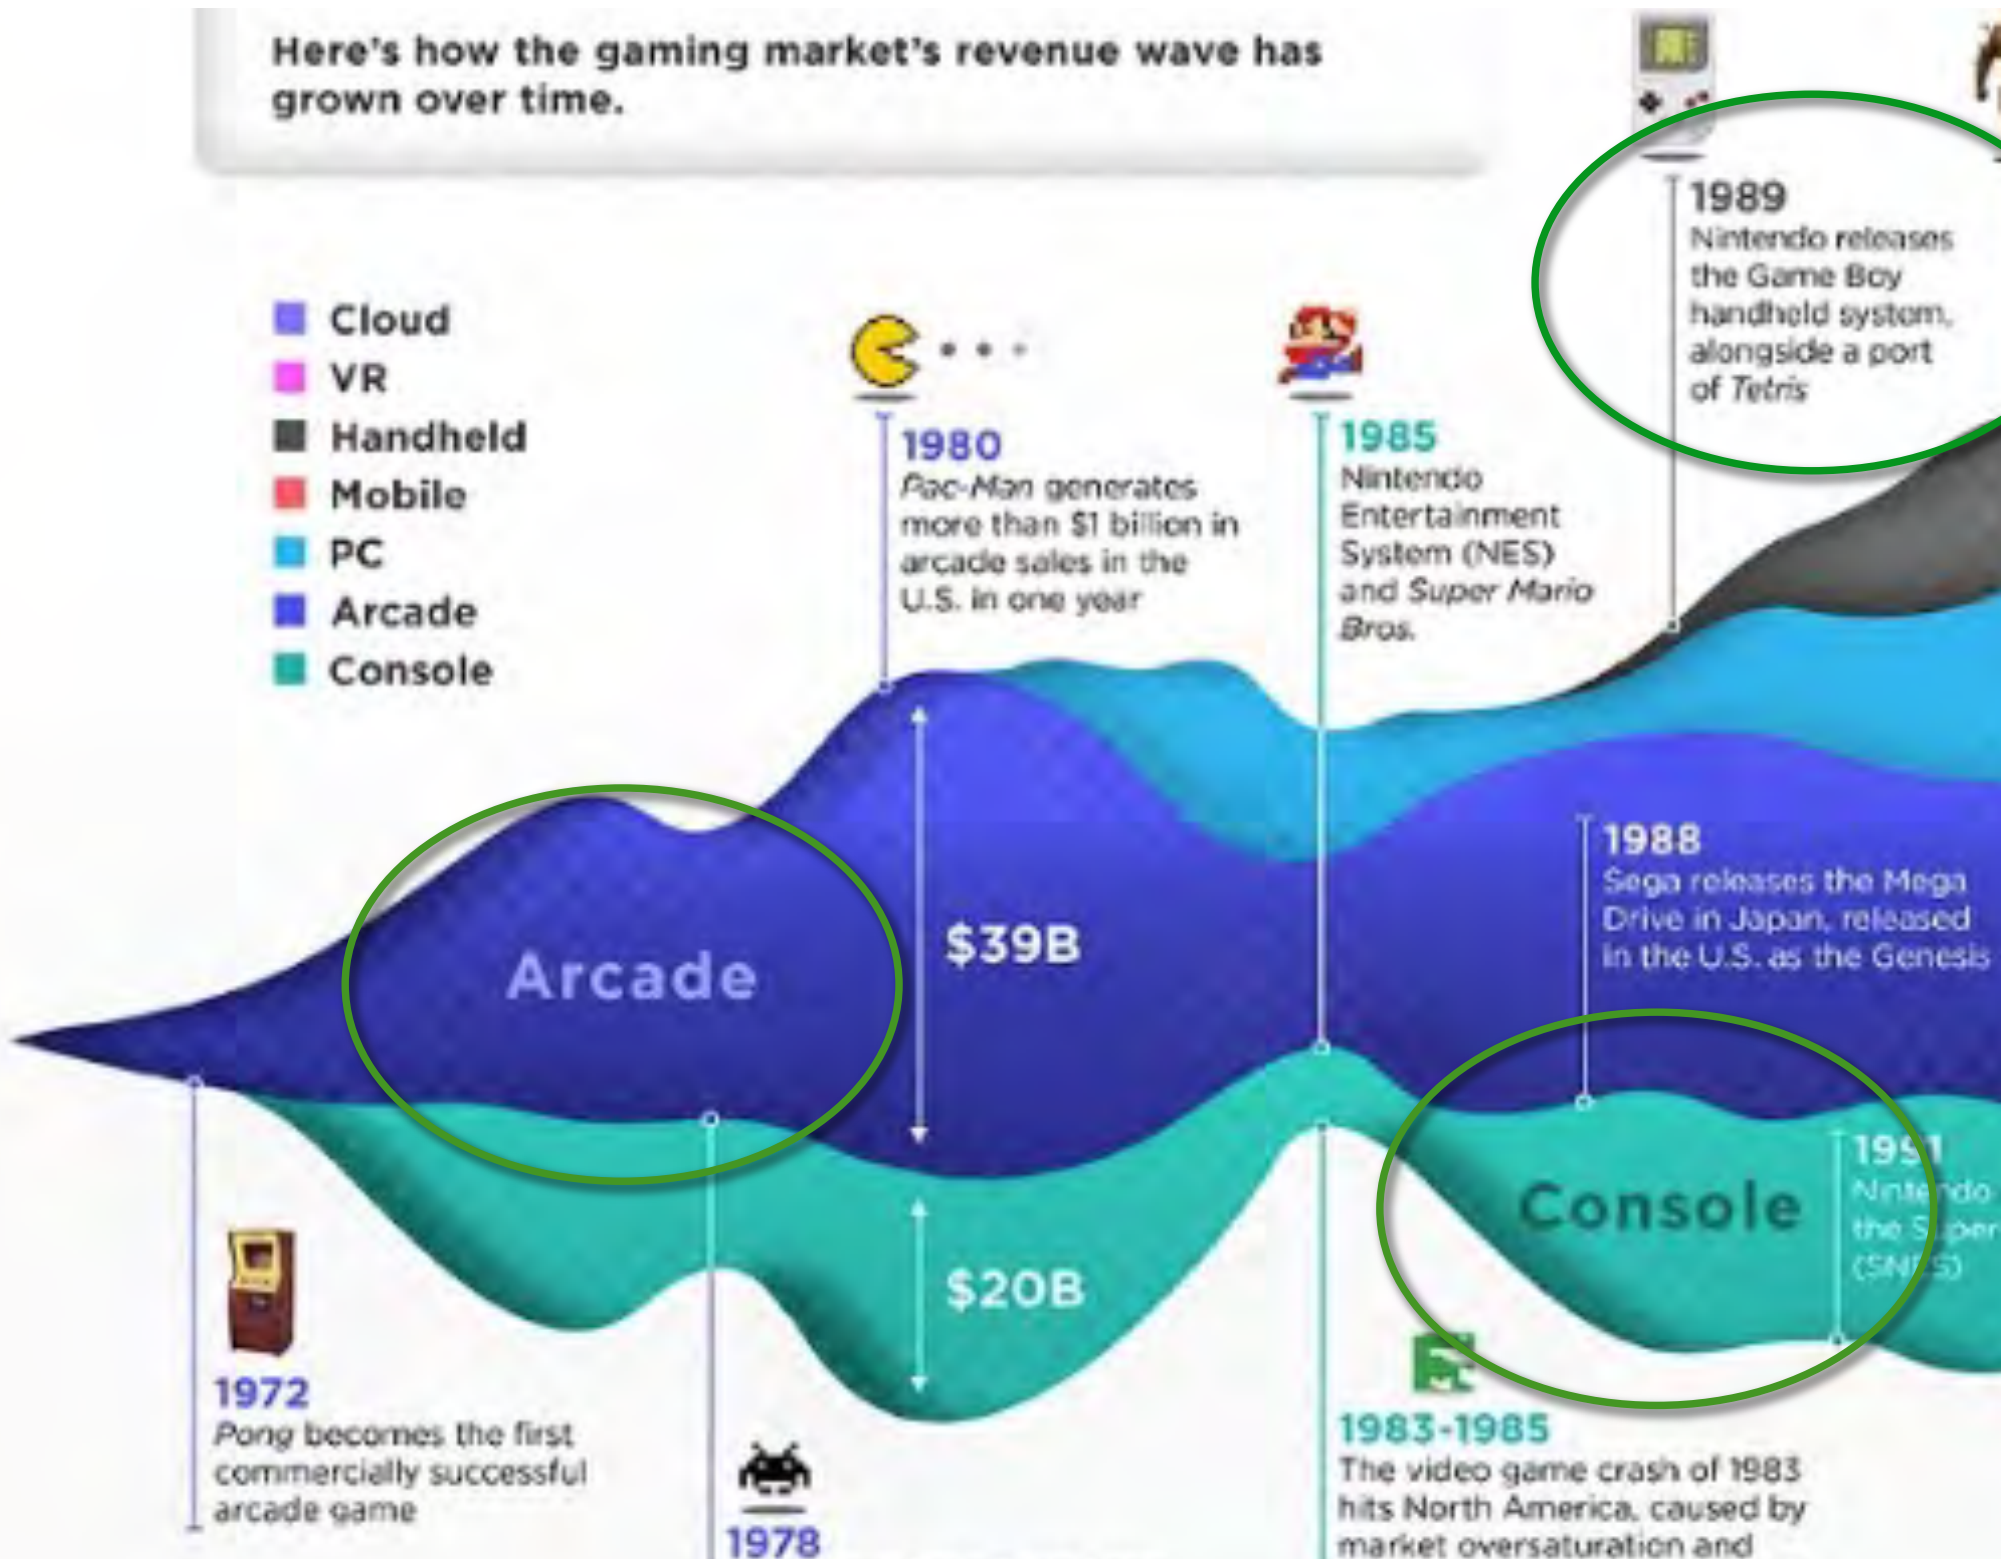 Here's how the gaming market's revenue wave has
grown over time.
1989
Nintendo releases
the Game Boy
handheld system,
alongside a port
of Tetris
Cloud
VR
Handheld
Mobile
PC
Arcade
Console
1980
Pac-Man generates
more than $1 billion in
arcade sales in the
U.S. in one year
1985
Nintendo
Entertainment
System (NES)
and Super Mario
Bros.
Arcade
$39B
1988
Sega releases the Mega
Drive in Japan, released
in the U.S. as the Genesis
Console
1991
Nintendo
the Super
(SNES)
$20B
1972
Pong becomes the first
commercially successful
arcade game
1978
1983-1985
The video game crash of 1983
hits North America, caused by
market oversaturation and